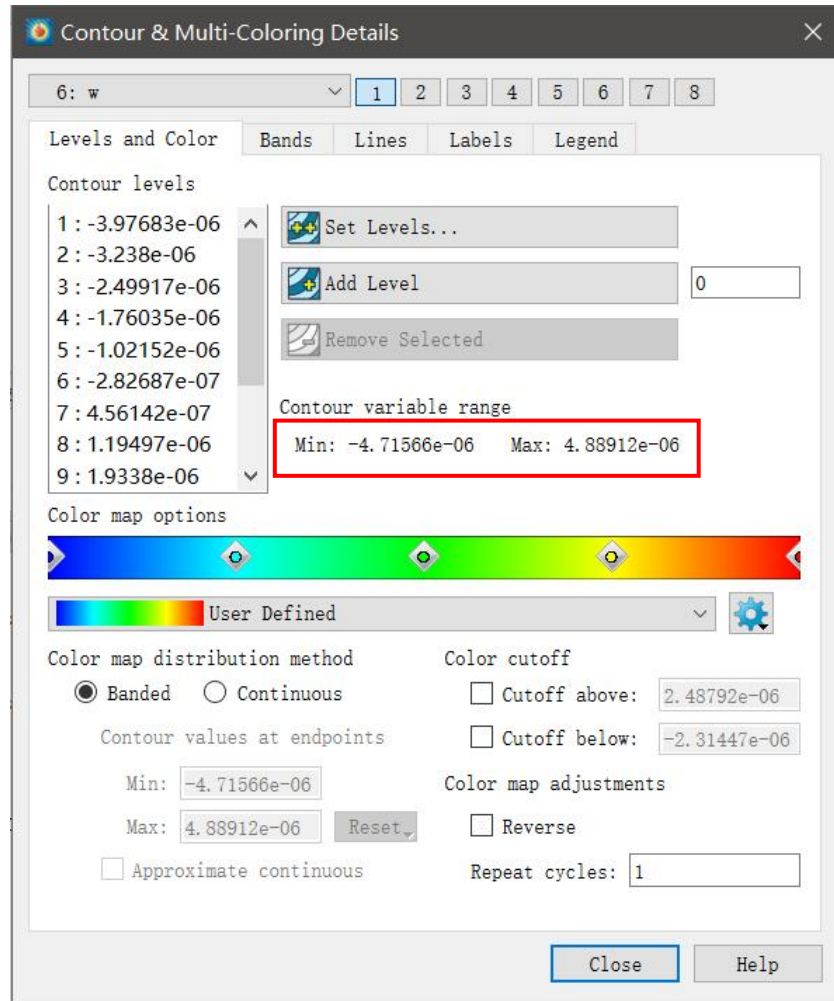 Contour & Multi-Coloring Details
6: w 1 2 3 4 5 6 7 8
Levels and Color Bands Lines Labels Legend
Contour levels
1 : -3.97683e-06
2 : -3.238e-06
3 : -2.49917e-06
4 : -1.76035e-06
5 : -1.02152e-06
6 : -2.82687e-07
7 : 4.56142e-07
8 : 1.19497e-06
9 : 1.9338e-06
Set Levels...
Add Level 0
Remove Selected
Contour variable range
Min: -4.71566e-06 Max: 4.88912e-06
Color map options
User Defined
Color map distribution method
Banded Continuous
Contour values at endpoints
Min: -4.71566e-06
Max: 4.88912e-06 Reset
Approximate continuous
Color cutoff
Cutoff above: 2.48792e-06
Cutoff below: -2.31447e-06
Color map adjustments
Reverse
Repeat cycles: 1
Close Help